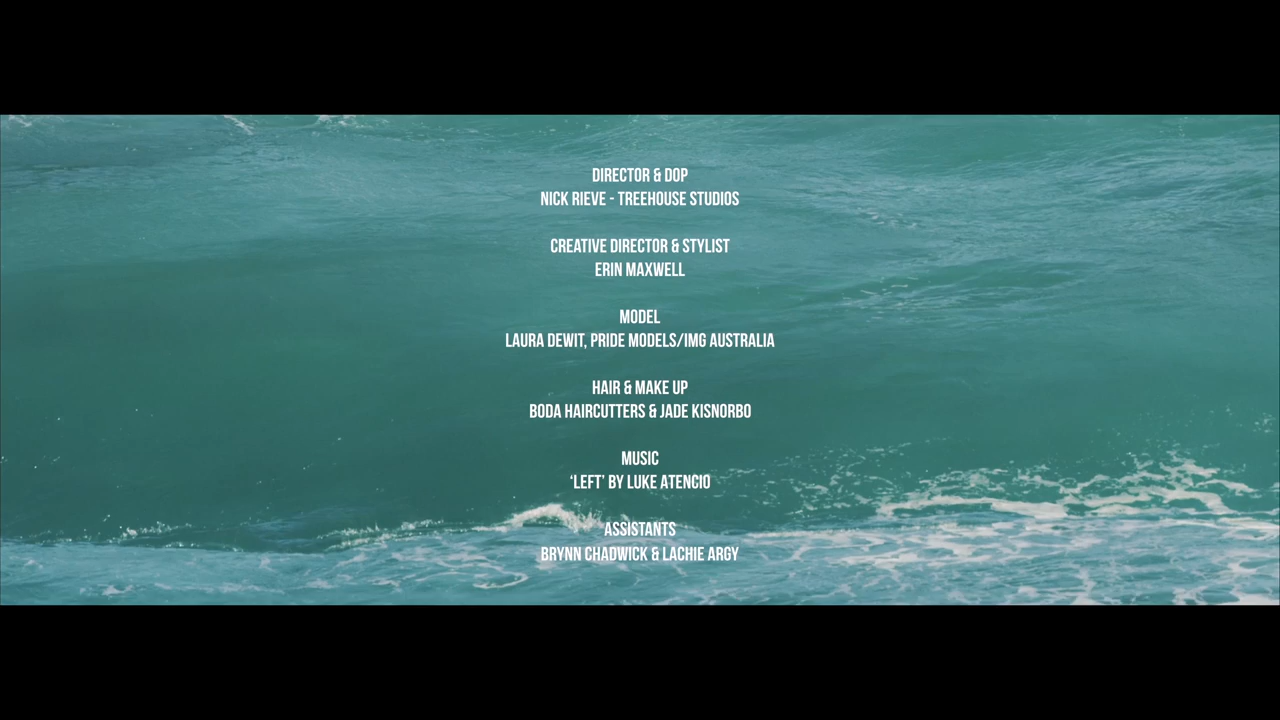 DIRECTOR & DOP
NICK RIEVE - TREEHOUSE STUDIOS
CREATIVE DIRECTOR & STYLIST
ERIN MAXWELL
MODEL
LAURA DEWIT, PRIDE MODELS/IMG AUSTRALIA
HAIR & MAKE UP
BODA HAIRCUTTERS & JADE KISNORBO
MUSIC
‘LEFT’ BY LUKE ATENCIO
ASSISTANTS
BRYNN CHADWICK & LACHIE ARGY